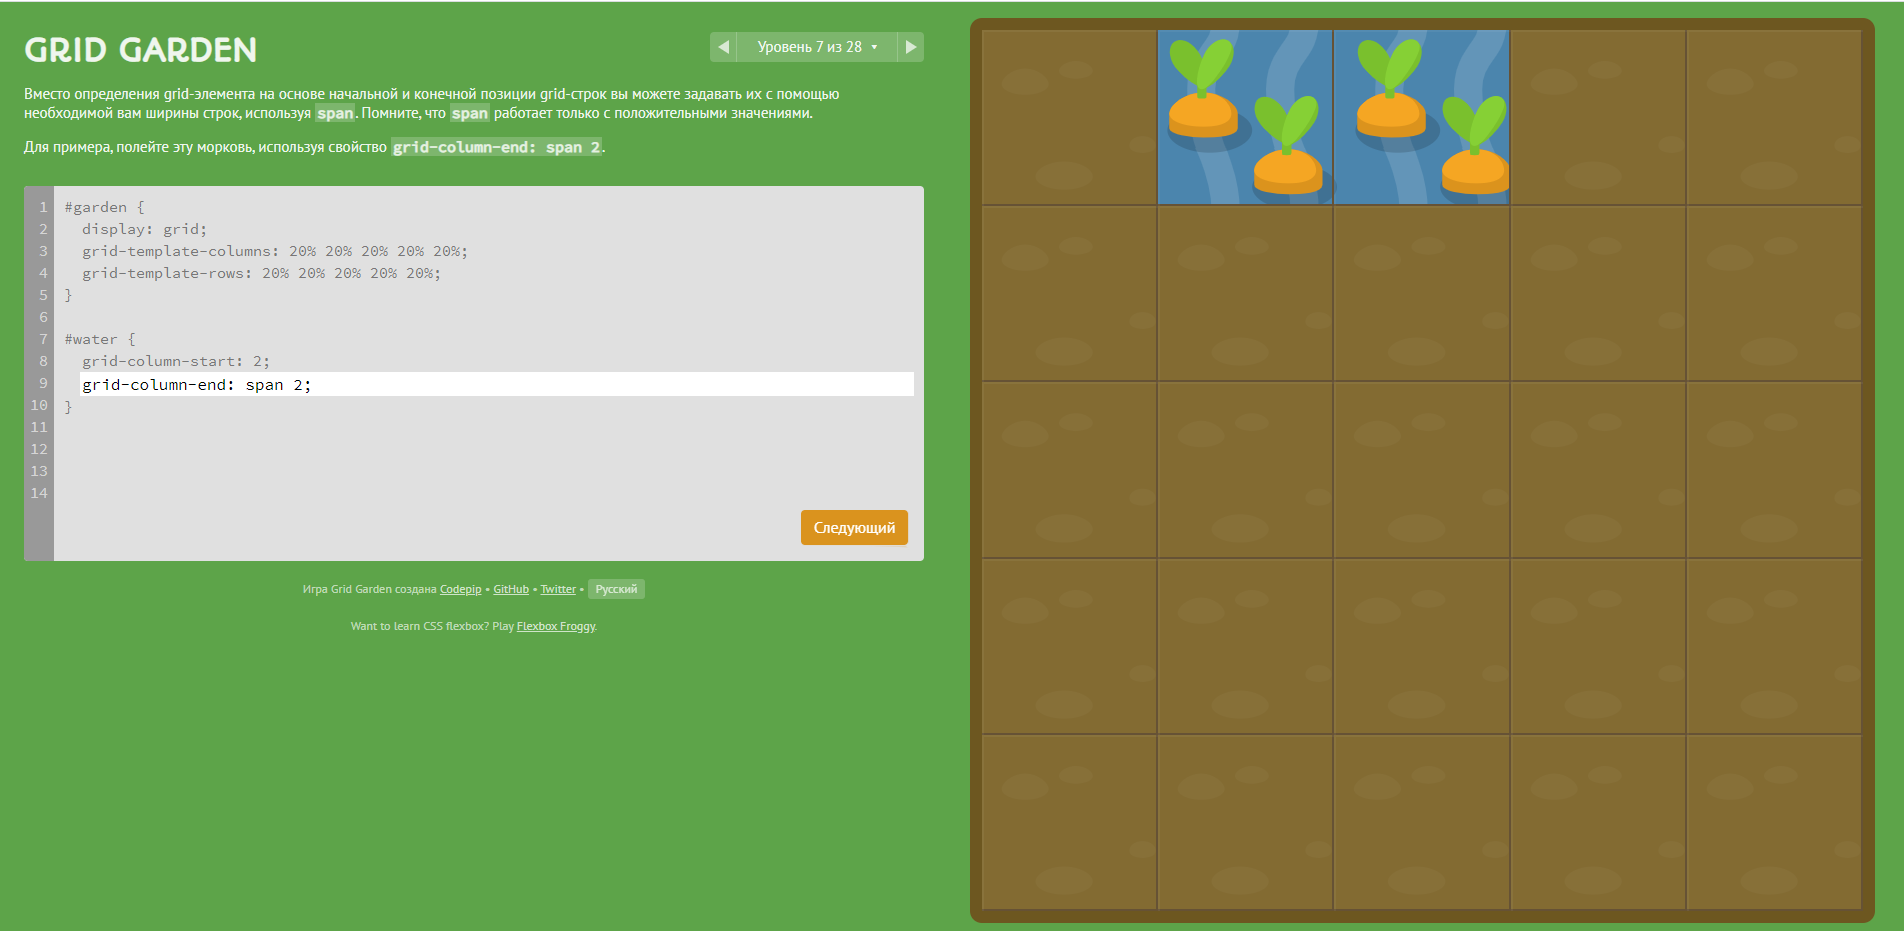 GRID GARDEN
Уровень 7 из 28
Вместо определения grid-элемента на основе начальной и конечной позиции grid-строк вы можете задавать их с помощью
необходимой вам ширины строк, используя span. Помните, что span работает только с положительными значениями.
Для примера, полейте эту морковь, используя свойство grid-column-end: span 2.
1 #garden {
2 display: grid;
3 grid-template-columns: 20% 20% 20% 20% 20%;
4 grid-template-rows: 20% 20% 20% 20% 20%;
5 }
6
7 #water {
8 grid-column-start: 2;
9 grid-column-end: span 2;
10 }
11
12
13
14
Следующий
Игра Grid Garden создана Codepip • GitHub • Twitter • Русский
Want to learn CSS flexbox? Play Flexbox Froggy.